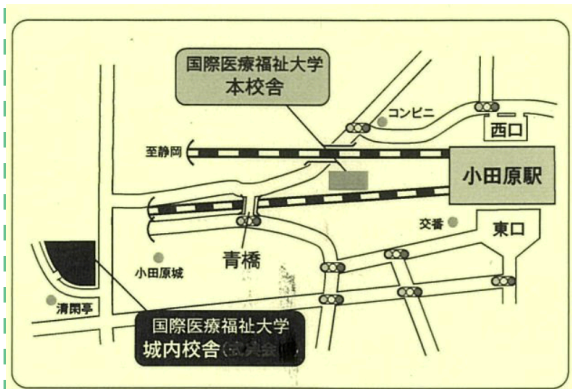 国際医療福祉大学
本校舎
コンビニ
西口
至静岡
小田原駅
交番
東口
青橋
小田原城
清閑亭
国際医療福祉大学
城内校舎